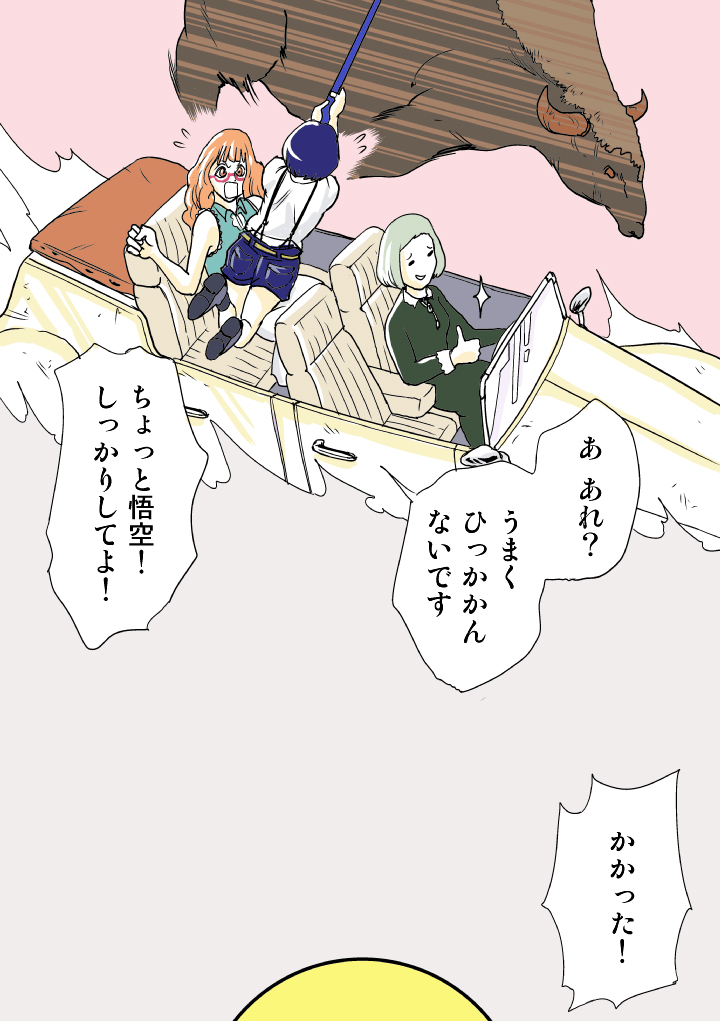 あ あれ？
うまく
ひっかかん
ないです
ちょっと悟空！
しっかりしてよ！
かかった！